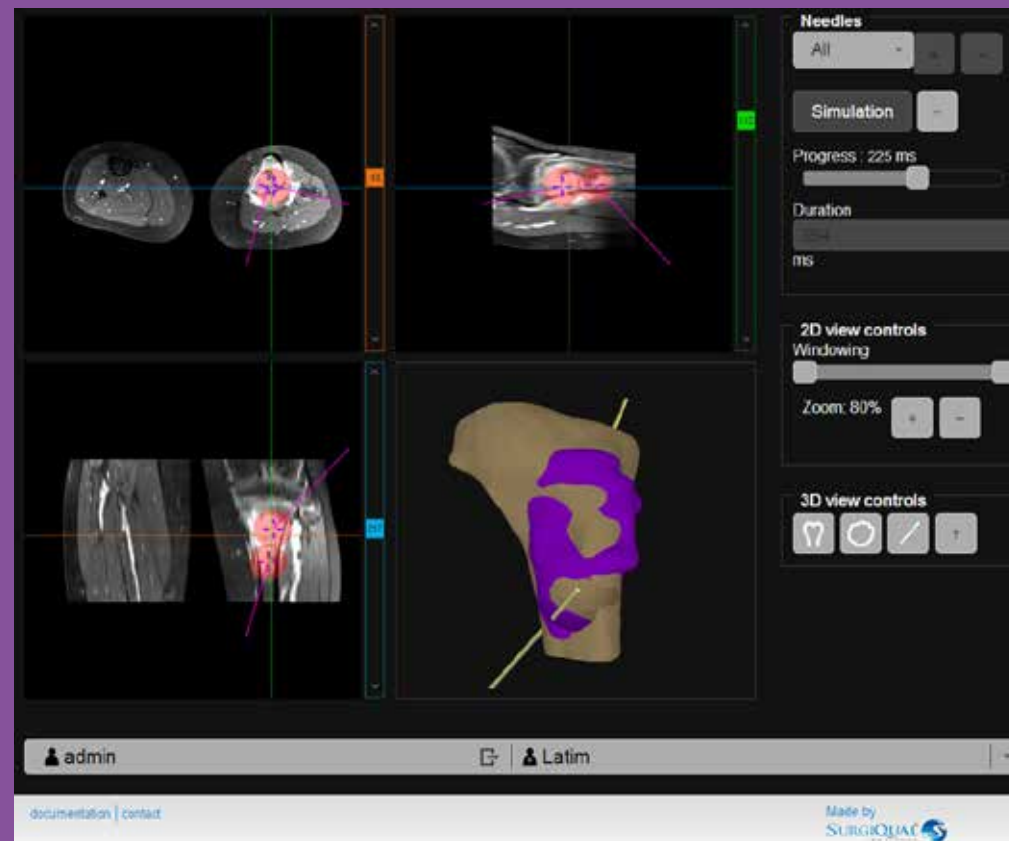 Needles
All
Simulation
Progress : 225 ms
Duration
ms
2D view controls
Windowing
Zoom: 80%
+
-
3D view controls
admin
Latim
documentation | contact
Made by
SURGIQUAL